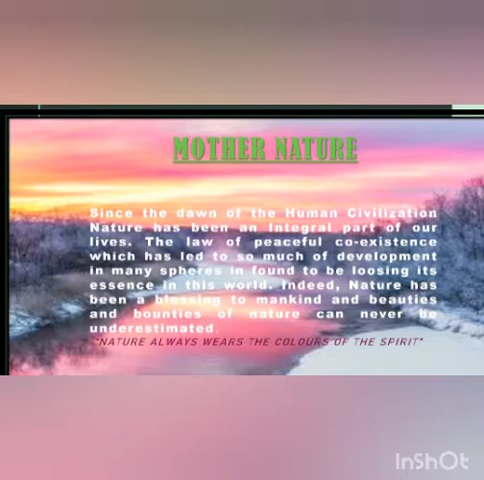 MOTHER NATURE
Since the dawn of the Human Civilization
Nature has been an Integral part of our
lives. The law of peaceful co-existence
which has led to so much of development
in many spheres in found to be loosing its
essence in this world. Indeed, Nature has
been a blessing to mankind and beauties
and bounties of nature can never be
underestimated.
"NATURE ALWAYS WEARS THE COLOURS OF THE SPIRIT"
InShOt